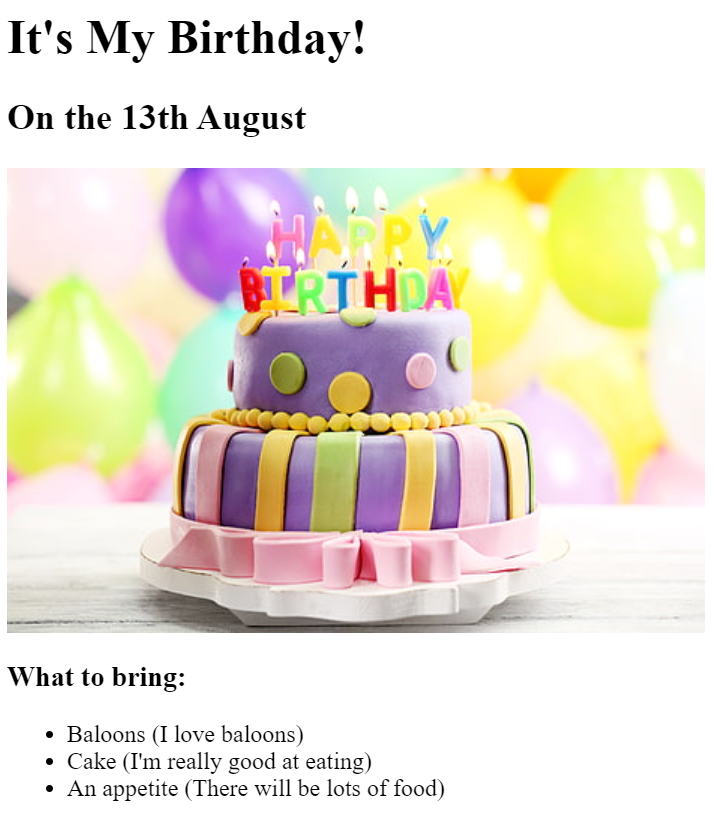 It's My Birthday!
On the 13th August
HAPPY
BIRTHDAY
What to bring:
Baloons (I love baloons)
Cake (I'm really good at eating)
An appetite (There will be lots of food)